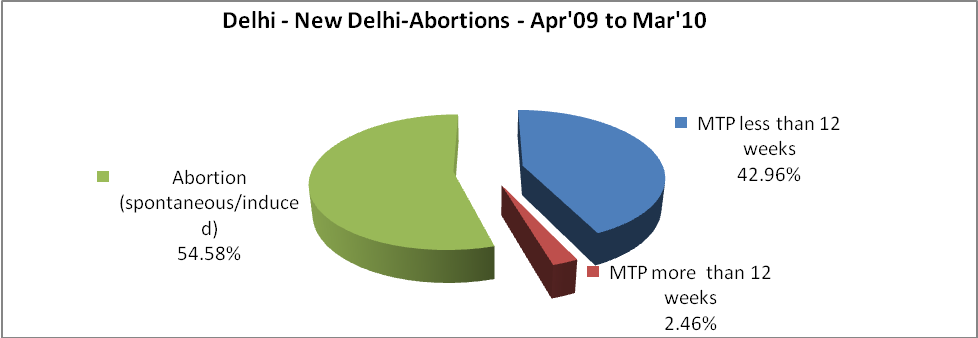 Delhi - New Delhi-Abortions - Apr'09 to Mar'10
MTP less than 12
weeks
42.96%
Abortion
(spontaneous/induce
d)
54.58%
MTP more  than 12
weeks
2.46%